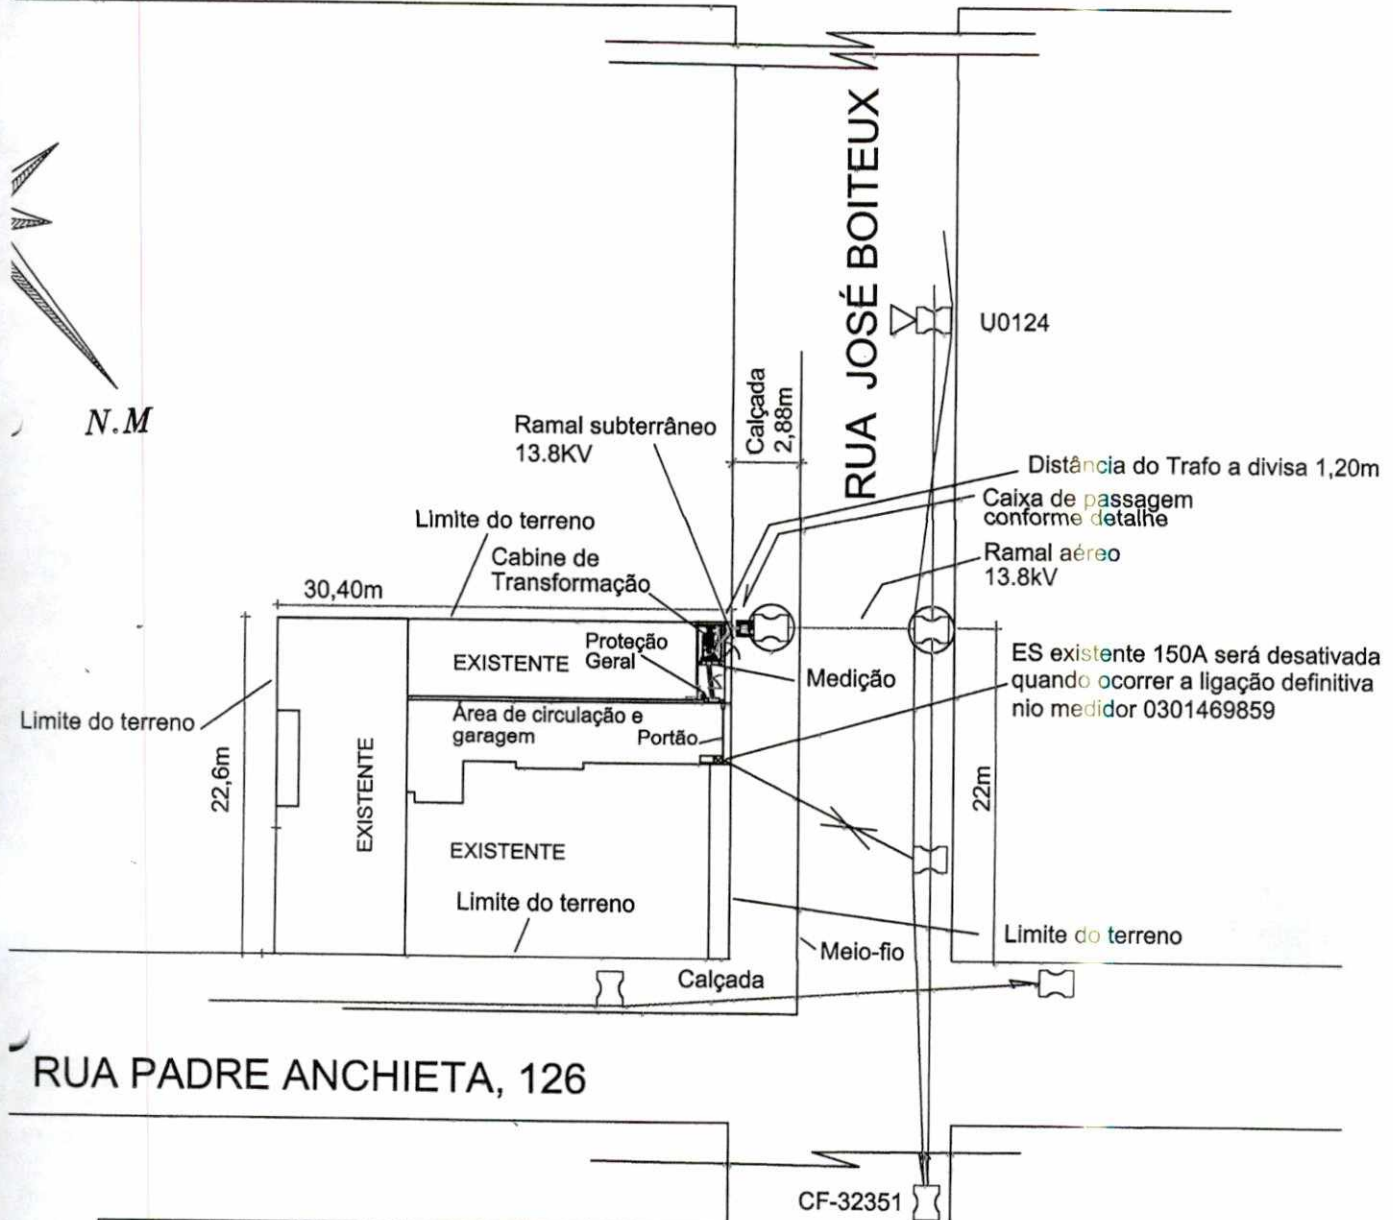 RUA JOSÉ BOITEUX
U0124
N.M
Calçada
2,88m
Ramal subterrâneo
13.8KV
Distância do Trafo a divisa 1,20m
Caixa de passagem
conforme detalhe
Limite do terreno
Cabine de
Transformação
Ramal aéreo
13.8kV
30,40m
Proteção
Geral
EXISTENTE
Medição
ES existente 150A será desativada
quando ocorrer a ligação definitiva
nio medidor 0301469859
Limite do terreno
Área de circulação e
garagem
Portão
22,6m
EXISTENTE
22m
EXISTENTE
Limite do terreno
Limite do terreno
Meio-fio
Calçada
RUA PADRE ANCHIETA, 126
CF-32351